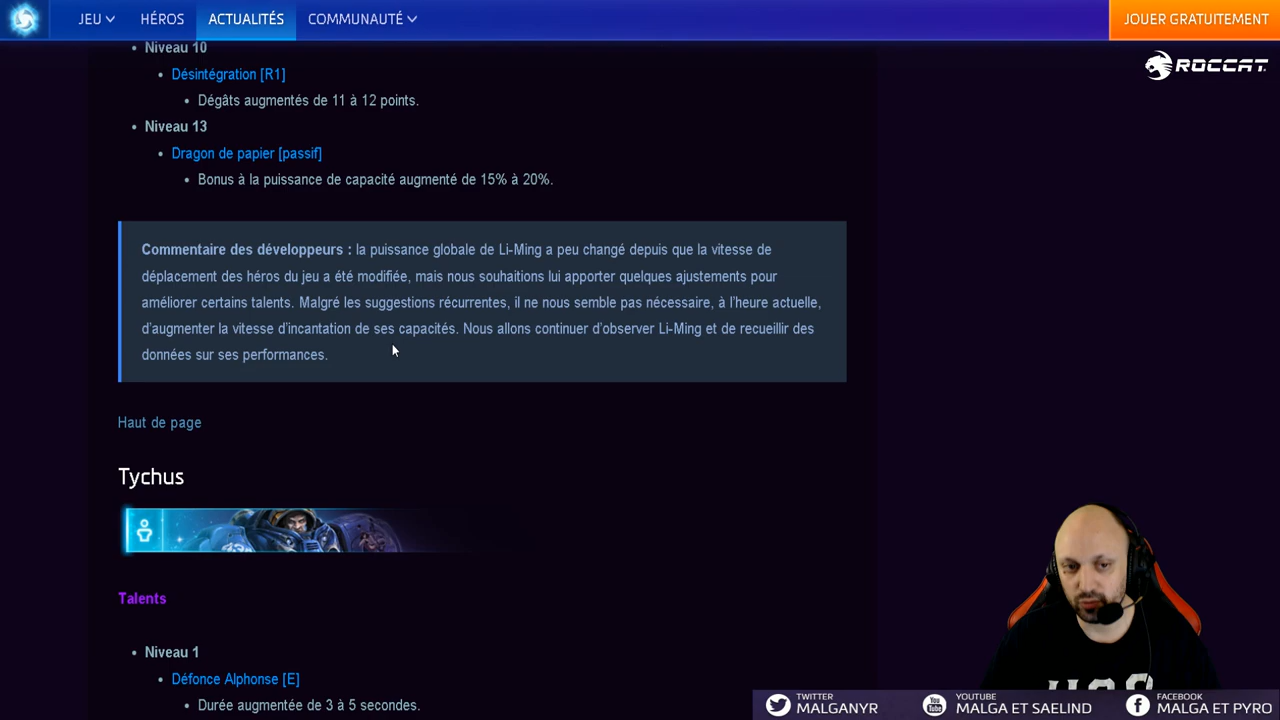 JEU HÉROS ACTUALITÉS COMMUNAUTÉ JOUER GRATUITEMENT
ROCCAT
Niveau 10
Désintégration [R1]
Dégâts augmentés de 11 à 12 points.
Niveau 13
Dragon de papier [passif]
Bonus à la puissance de capacité augmenté de 15% à 20%.
Commentaire des développeurs : la puissance globale de Li-Ming a peu changé depuis que la vitesse de
déplacement des héros du jeu a été modifiée, mais nous souhaitions lui apporter quelques ajustements pour
améliorer certains talents. Malgré les suggestions récurrentes, il ne nous semble pas nécessaire, à l'heure actuelle,
d'augmenter la vitesse d'incantation de ses capacités. Nous allons continuer d'observer Li-Ming et de recueillir des
données sur ses performances.
Haut de page
Tychus
Talents
Niveau 1
Défonce Alphonse [E]
Durée augmentée de 3 à 5 secondes.
TWITTER
MALGANYR
YOUTUBE
MALGA ET SAELIND
FACEBOOK
MALGA ET PYRO